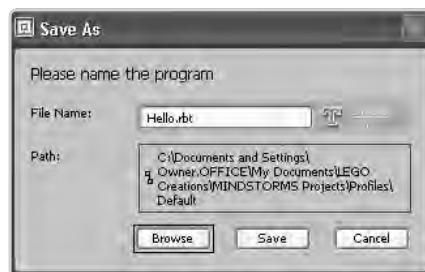 Save As
Please name the program
File Name:
Hello.rbt
Path:
C:\Documents and Settings\
Owner.OFFICE\My Documents\LEGO
Creations\MINDSTORMS Projects\Profiles\
Default
Browse Save Cancel